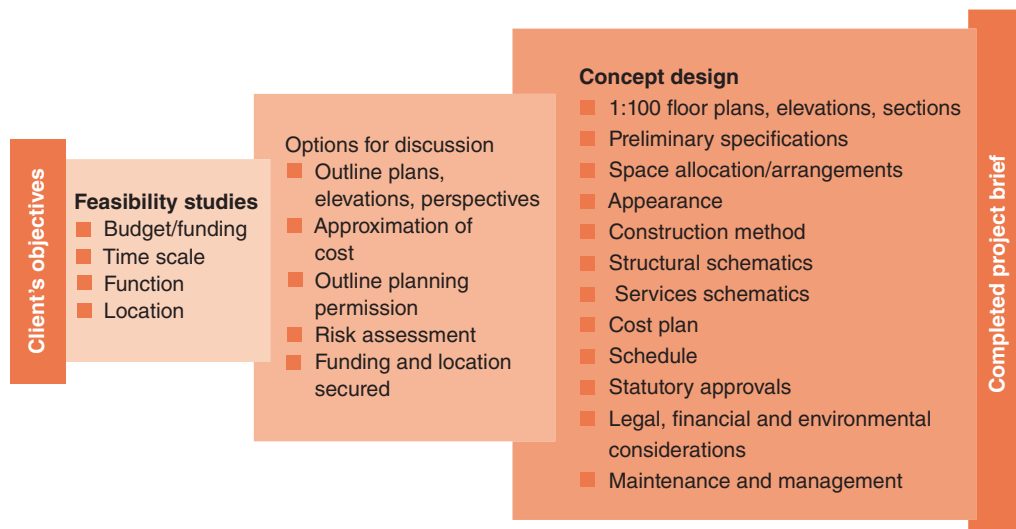 Client's objectives
Feasibility studies
Budget/funding
Time scale
Function
Location
Options for discussion
Outline plans,
elevations, perspectives
Approximation of
cost
Outline planning
permission
Risk assessment
Funding and location
secured
Concept design
1:100 floor plans, elevations, sections
Preliminary specifications
Space allocation/arrangements
Appearance
Construction method
Structural schematics
Services schematics
Cost plan
Schedule
Statutory approvals
Legal, financial and environmental
considerations
Maintenance and management
Completed project brief